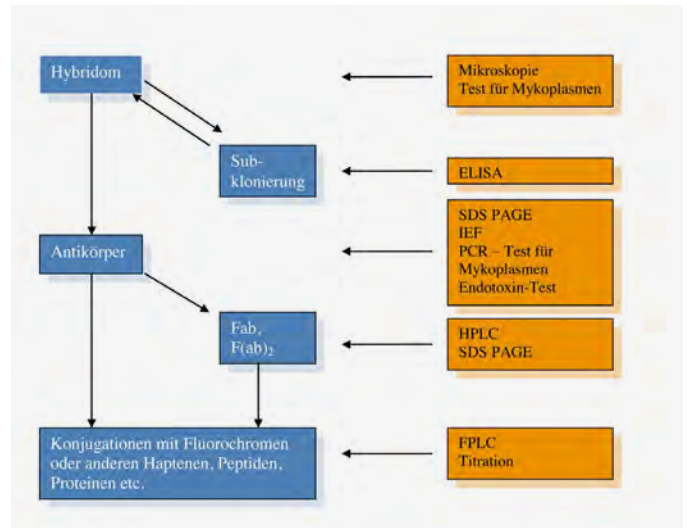 Hybridom
Mikroskopie
Test für Mykoplasmen
Sub-
klonierung
ELISA
SDS PAGE
IEF
PCR – Test für
Mykoplasmen
Endotoxin-Test
Antikörper
Fab,
F(ab)₂
HPLC
SDS PAGE
Konjugationen mit Fluorochromen
oder anderen Haptenen, Peptiden,
Proteinen etc.
FPLC
Titration